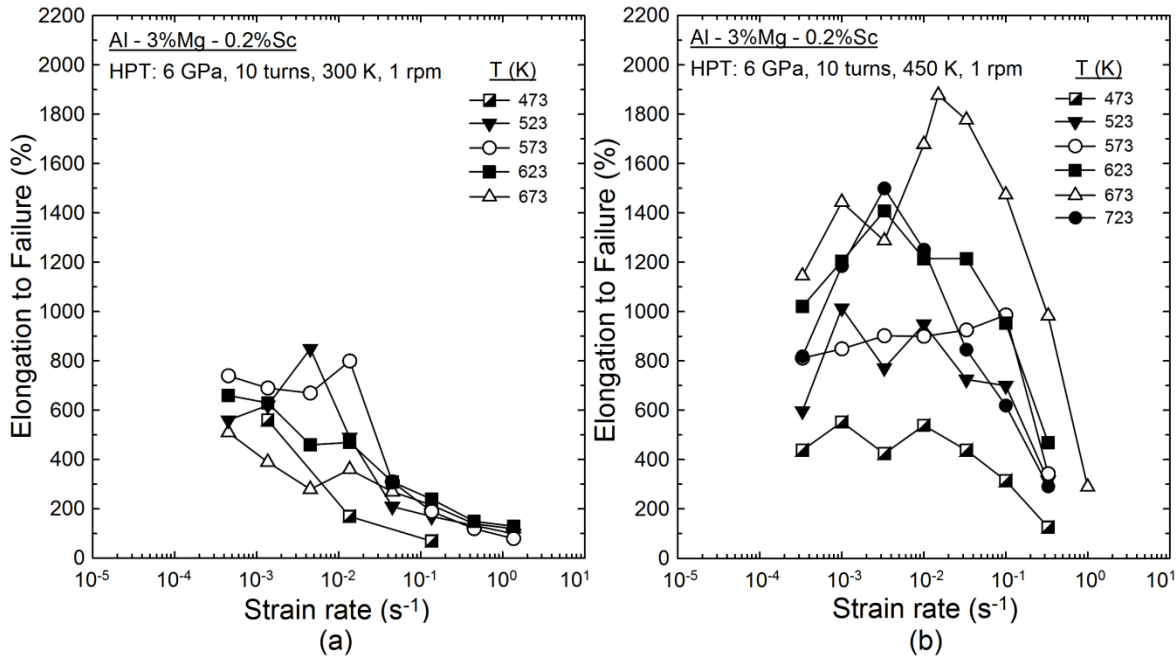 Al - 3%Mg - 0.2%Sc
HPT: 6 GPa, 10 turns, 300 K, 1 rpm
T (K)
473
523
573
623
673
2200
2000
1800
1600
1400
1200
1000
800
600
400
200
0
Elongation to Failure (%)
10⁻⁵ 10⁻⁴ 10⁻³ 10⁻² 10⁻¹ 10⁰ 10¹
Strain rate (s⁻¹)
(a)
Al - 3%Mg - 0.2%Sc
HPT: 6 GPa, 10 turns, 450 K, 1 rpm
T (K)
473
523
573
623
673
723
2200
2000
1800
1600
1400
1200
1000
800
600
400
200
0
Elongation to Failure (%)
10⁻⁵ 10⁻⁴ 10⁻³ 10⁻² 10⁻¹ 10⁰ 10¹
Strain rate (s⁻¹)
(b)